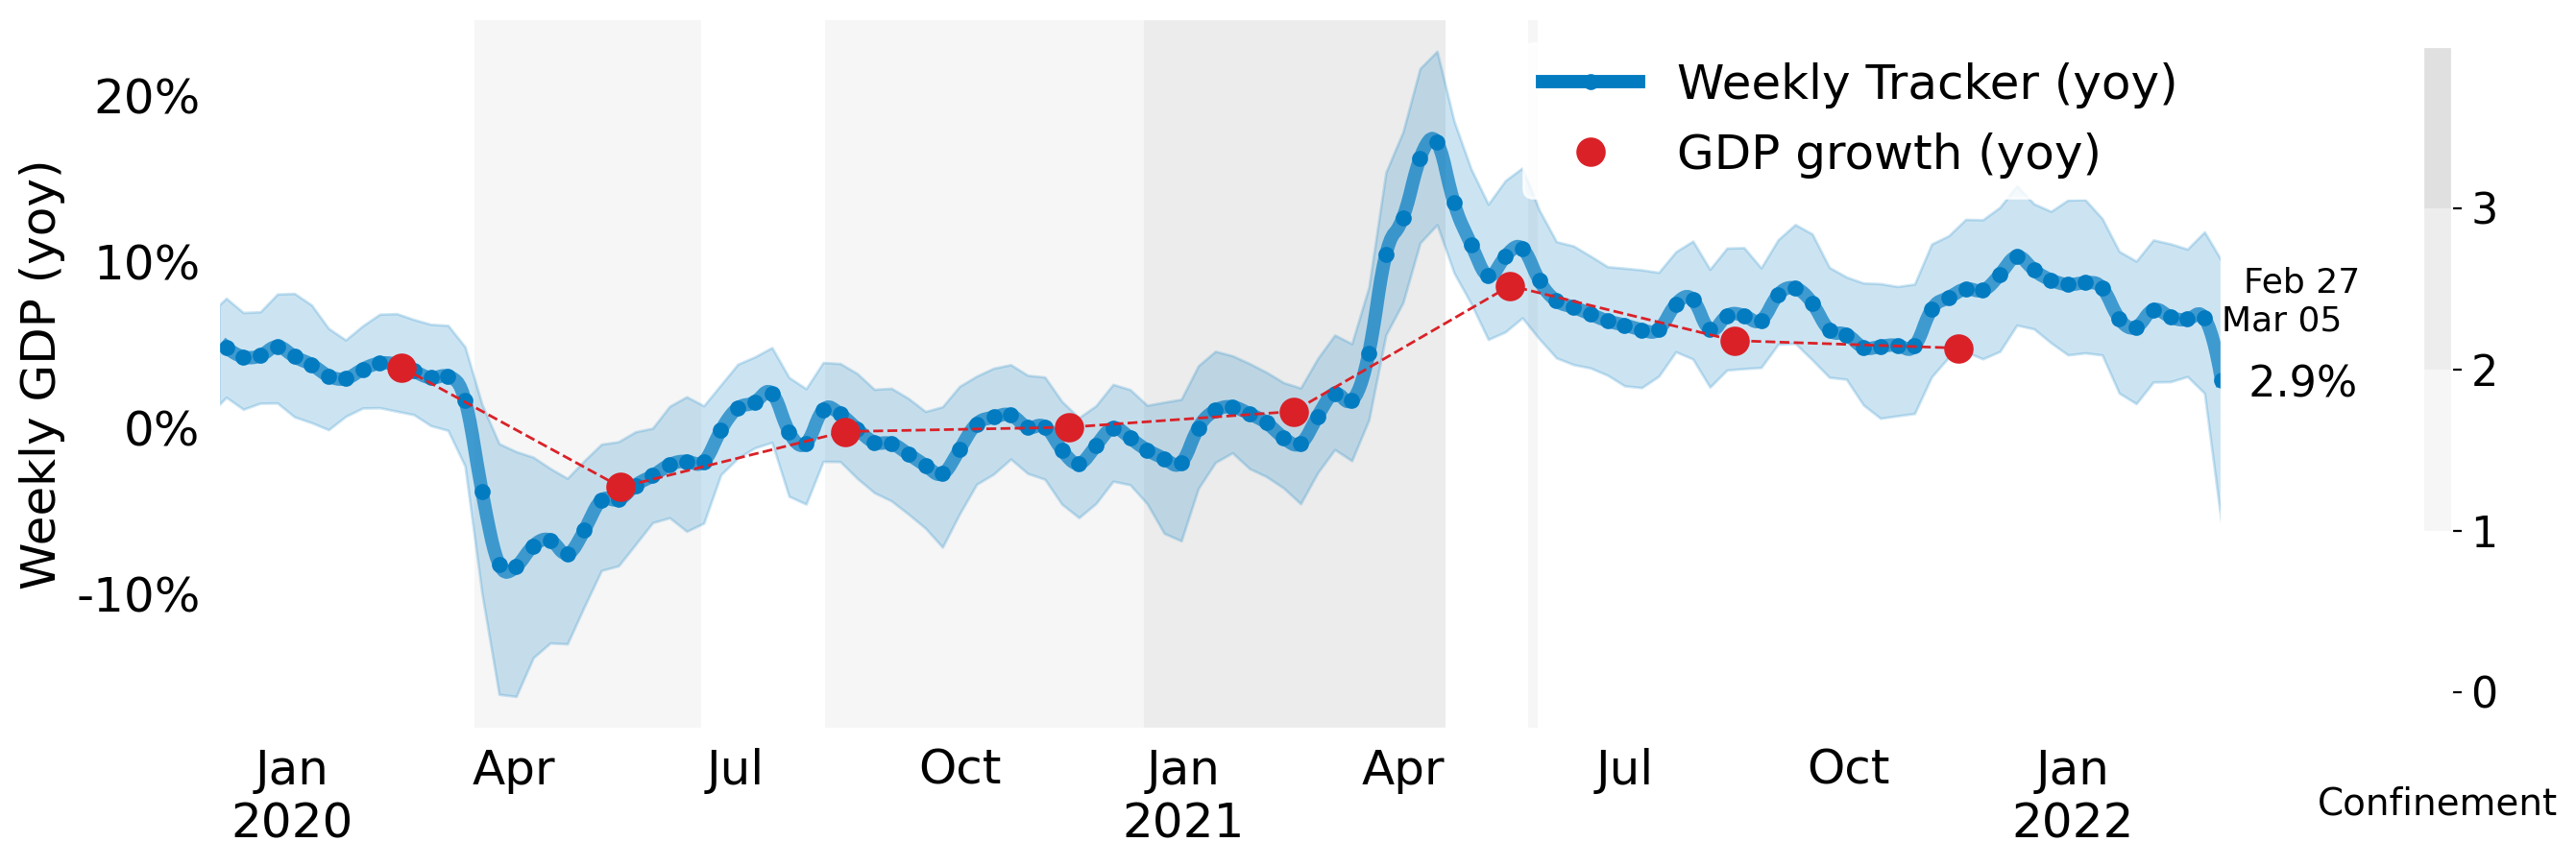 Weekly GDP (yoy)
20%
10%
0%
-10%
Weekly Tracker (yoy)
GDP growth (yoy)
Feb 27
Mar 05
2.9%
3
2
1
0
Jan Apr Jul Oct Jan Apr Jul Oct Jan
2020 2021 2022
Confinement